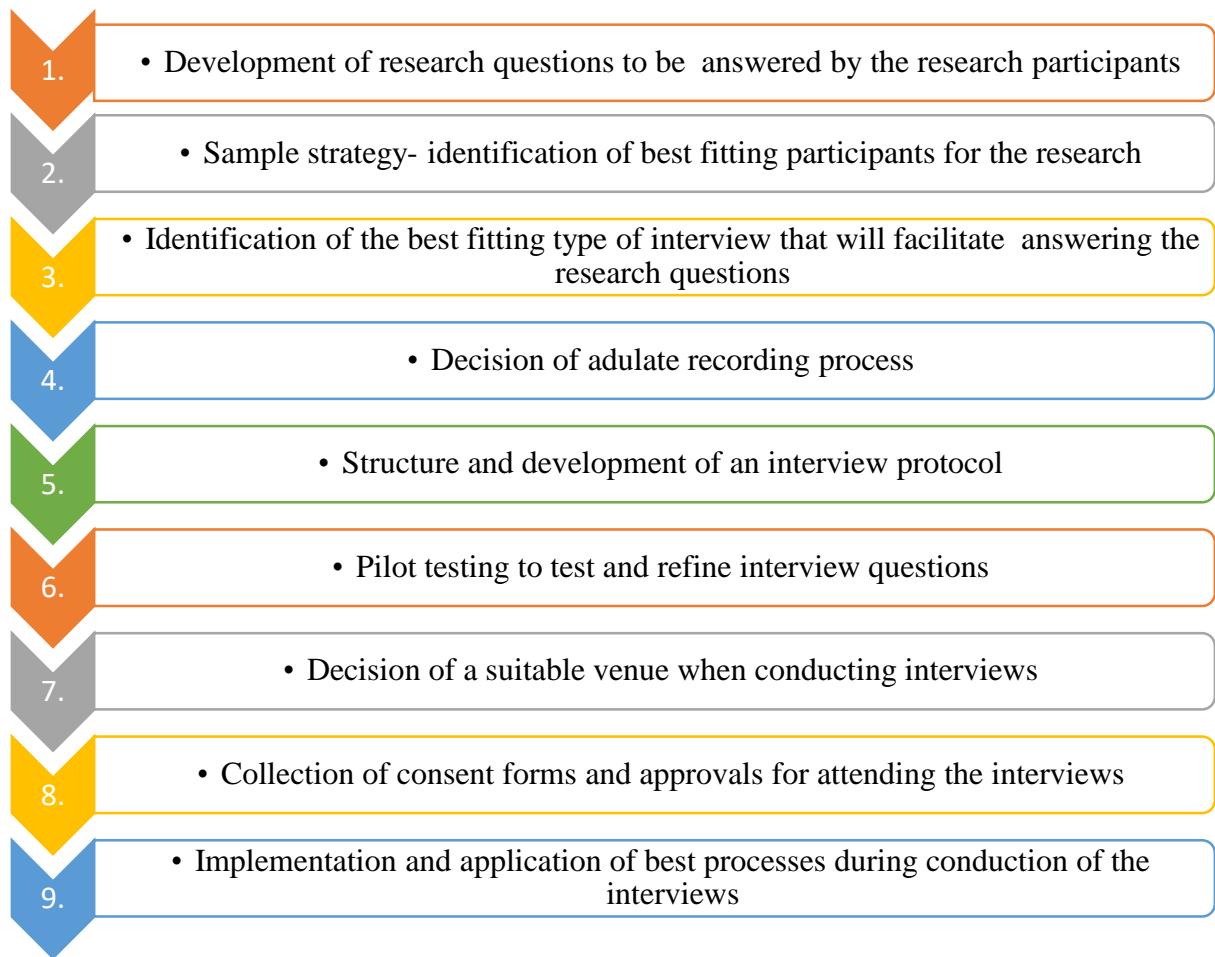 1.
• Development of research questions to be answered by the research participants
2.
• Sample strategy- identification of best fitting participants for the research
3.
• Identification of the best fitting type of interview that will facilitate answering the
research questions
4.
• Decision of adulate recording process
5.
• Structure and development of an interview protocol
6.
• Pilot testing to test and refine interview questions
7.
• Decision of a suitable venue when conducting interviews
8.
• Collection of consent forms and approvals for attending the interviews
9.
• Implementation and application of best processes during conduction of the
interviews